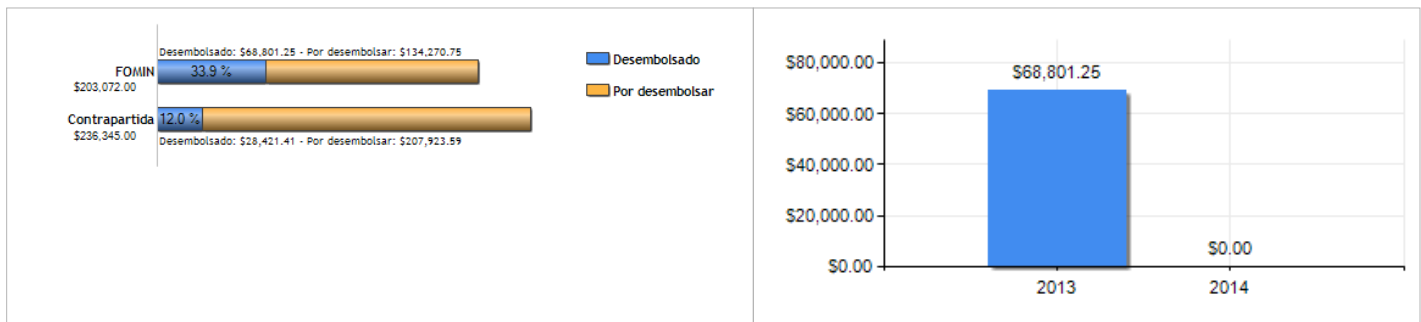 Desembolsado: $68,801.25 - Por desembolsar: $134,270.75
FOMIN
33.9 %
$203,072.00
Contrapartida
12.0 %
$236,345.00
Desembolsado: $28,421.41 - Por desembolsar: $207,923.59
Desembolsado
Por desembolsar
$80,000.00
$60,000.00
$40,000.00
$20,000.00
$0.00
$68,801.25
$0.00
2013
2014